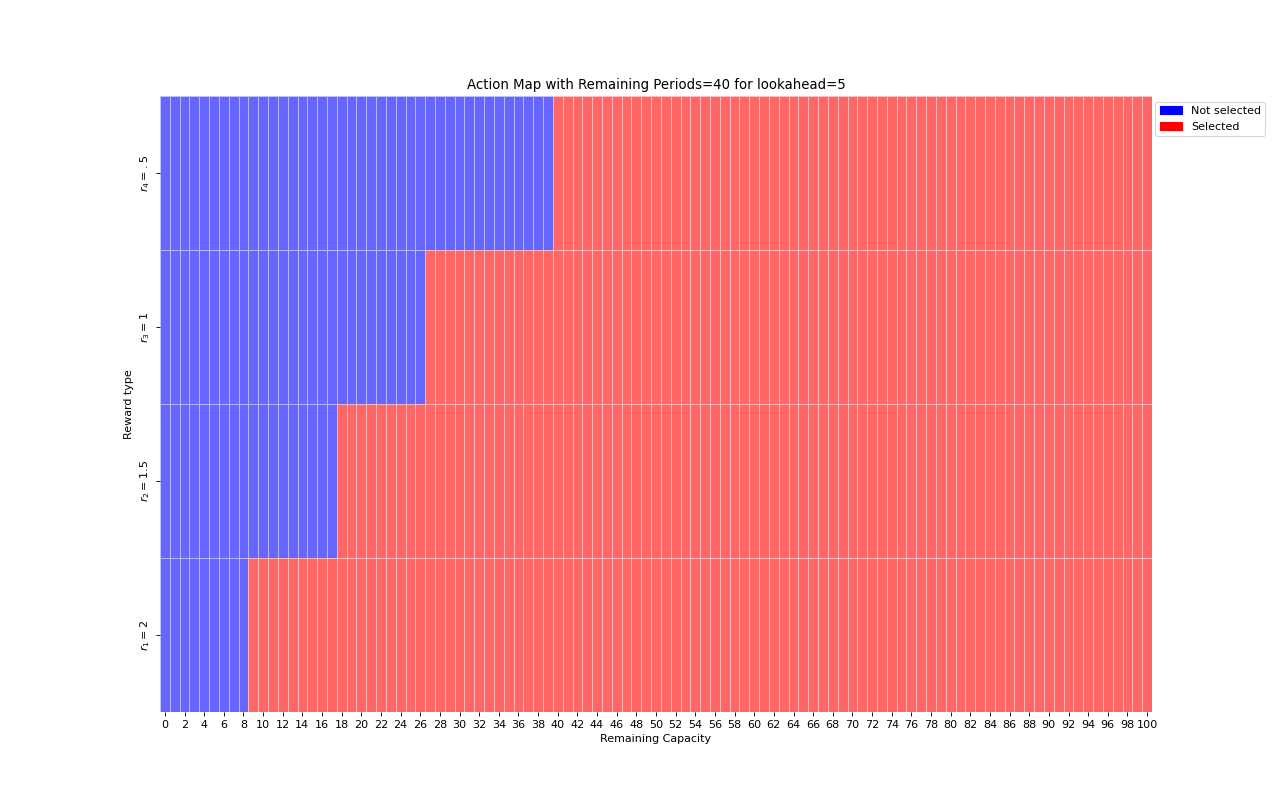 Action Map with Remaining Periods=40 for lookahead=5
Not selected
Selected
Reward type
r₄ = .5
r₃ = 1
r₂ = 1.5
r₁ = 2
0 2 4 6 8 10 12 14 16 18 20 22 24 26 28 30 32 34 36 38 40 42 44 46 48 50 52 54 56 58 60 62 64 66 68 70 72 74 76 78 80 82 84 86 88 90 92 94 96 98 100
Remaining Capacity